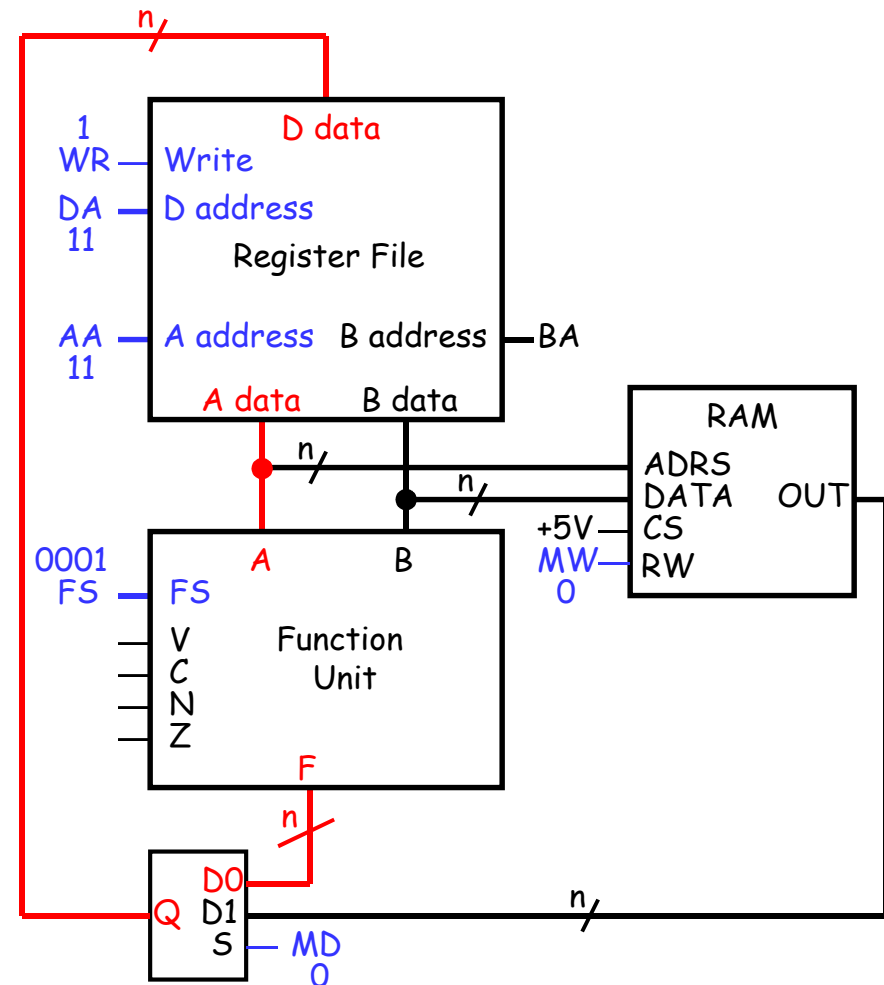 n
D data
1
WR Write
DA D address
11
Register File
AA A address B address BA
11
A data B data
RAM
n
ADRS
n
DATA OUT
+5V CS
MW RW
0
0001
A B
FS FS
Function
Unit
V
C
N
Z
F
n
D0
Q D1
n
S MD
0